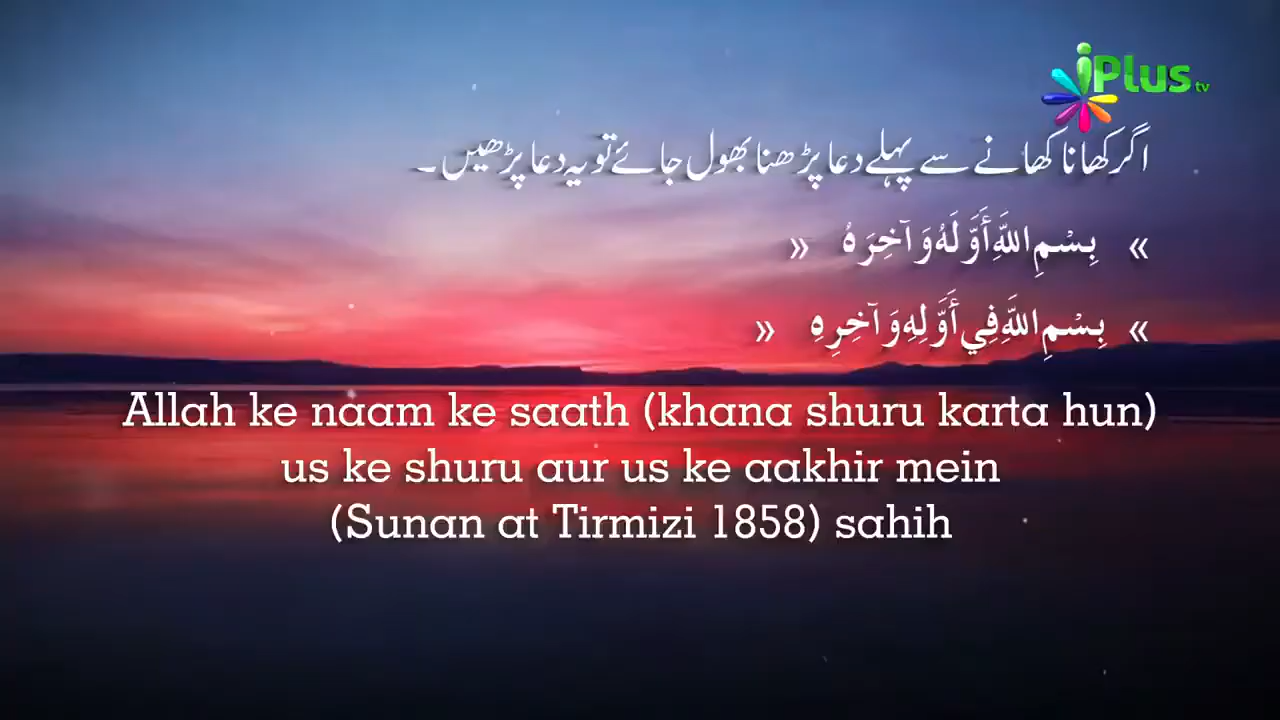 iPlus tv
اگر کھانا کھانے سے پہلے دعا پڑھنا بھول جائے تو یہ دعا پڑھیں۔
« بِسْمِ اللَّهِ أَوَّلَهُ وَآخِرَهُ »
« بِسْمِ اللَّهِ فِي أَوَّلِهِ وَآخِرِهِ »
Allah ke naam ke saath (khana shuru karta hun)
us ke shuru aur us ke aakhir mein
(Sunan at Tirmizi 1858) sahih